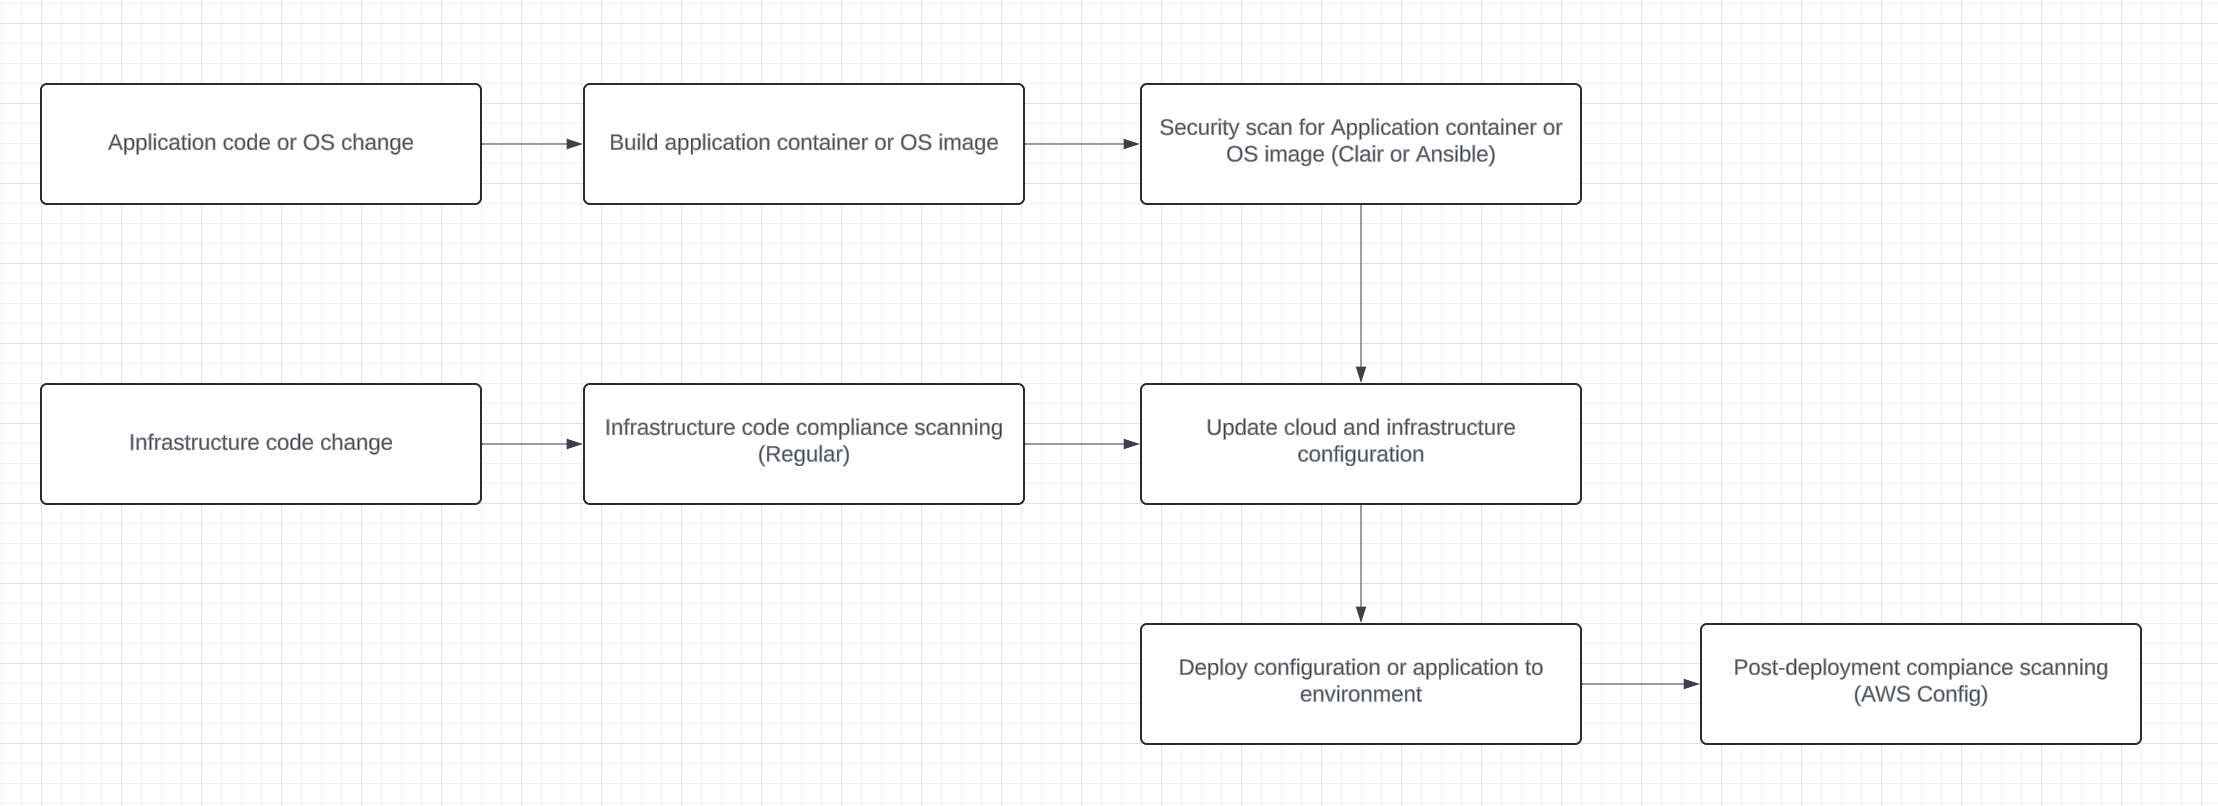 Application code or OS change
Build application container or OS image
Security scan for Application container or
OS image (Clair or Ansible)
Infrastructure code change
Infrastructure code compliance scanning
(Regular)
Update cloud and infrastructure
configuration
Deploy configuration or application to
environment
Post-deployment compiance scanning
(AWS Config)